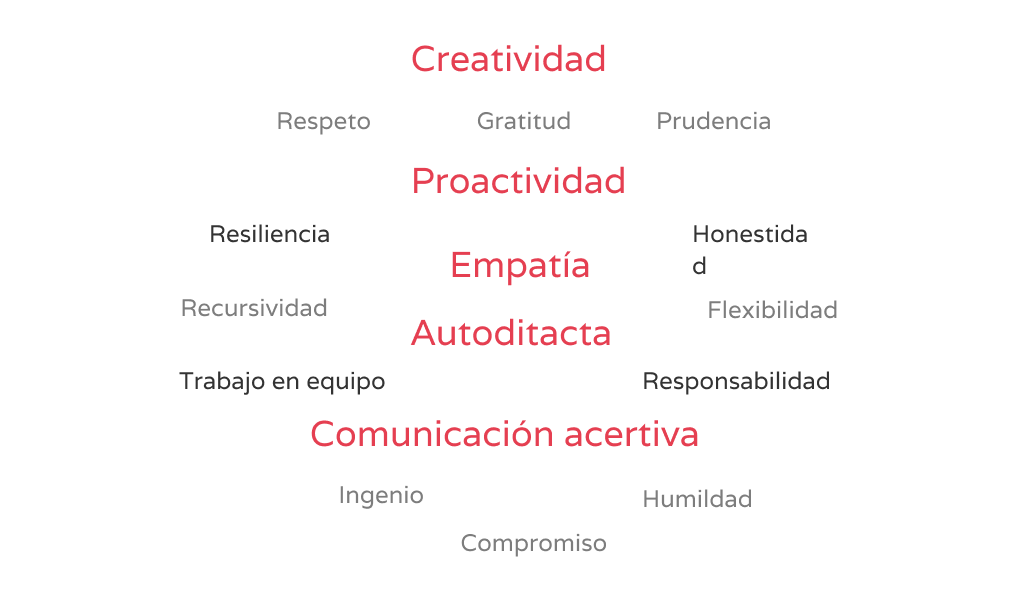 Creatividad
Respeto Gratitud Prudencia
Proactividad
Resiliencia
Honestida
d
Empatía
Recursividad
Flexibilidad
Autoditacta
Trabajo en equipo
Responsabilidad
Comunicación acertiva
Ingenio
Humildad
Compromiso